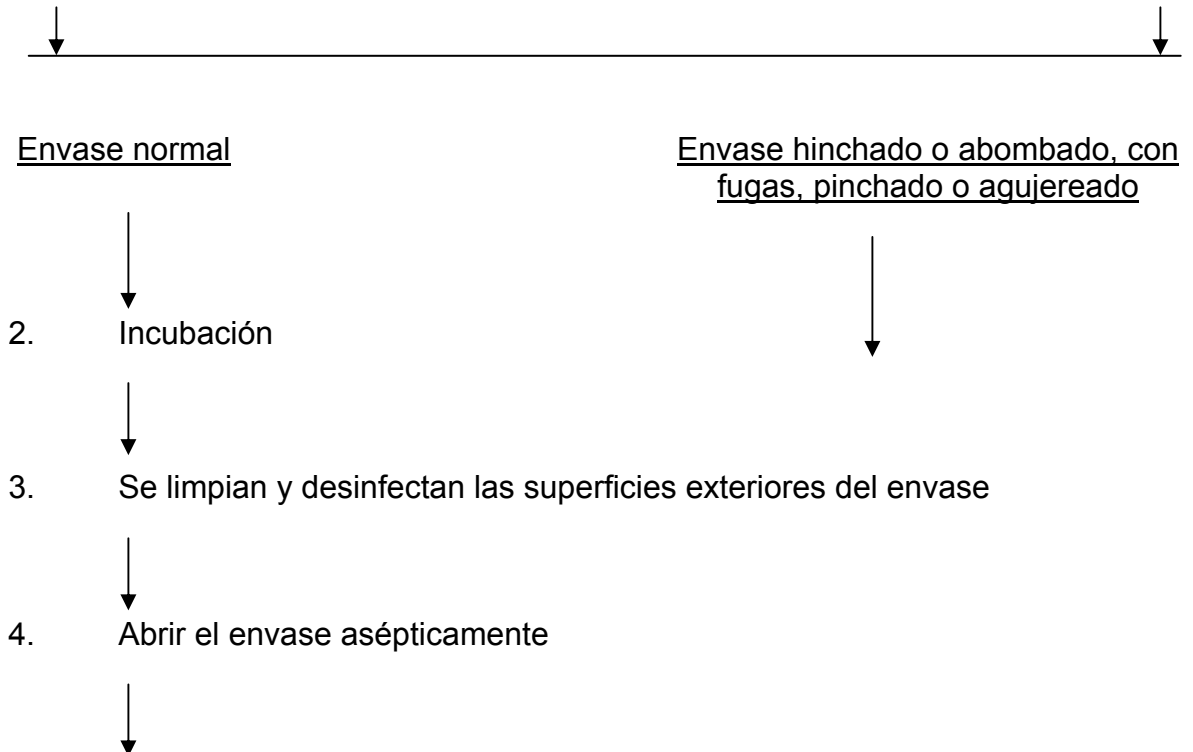 Envase normal
Envase hinchado o abombado, con
fugas, pinchado o agujereado
2. Incubación
3. Se limpian y desinfectan las superficies exteriores del envase
4. Abrir el envase asépticamente